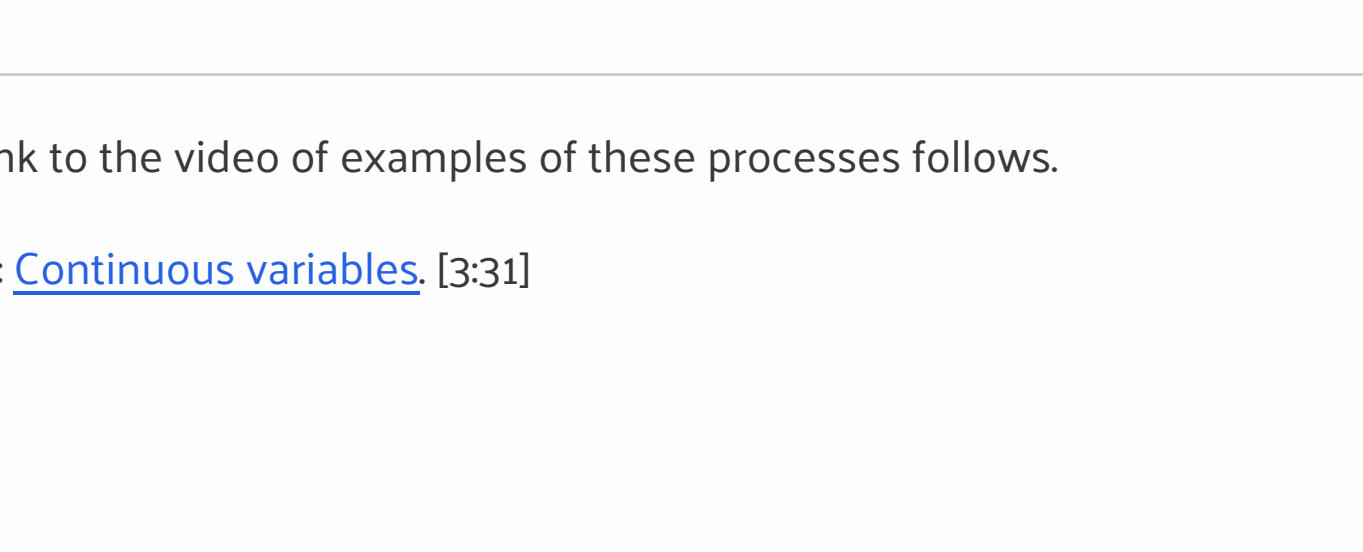 nk to the video of examples of these processes follows.
: Continuous variables. [3:31]